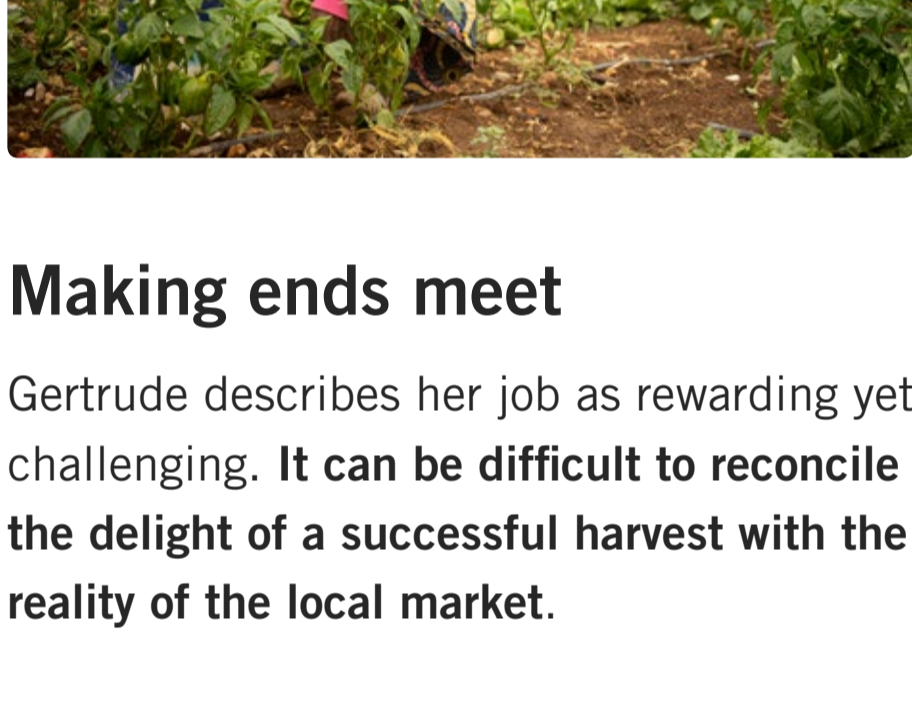 Making ends meet
Gertrude describes her job as rewarding yet
challenging. It can be difficult to reconcile
the delight of a successful harvest with the
reality of the local market.